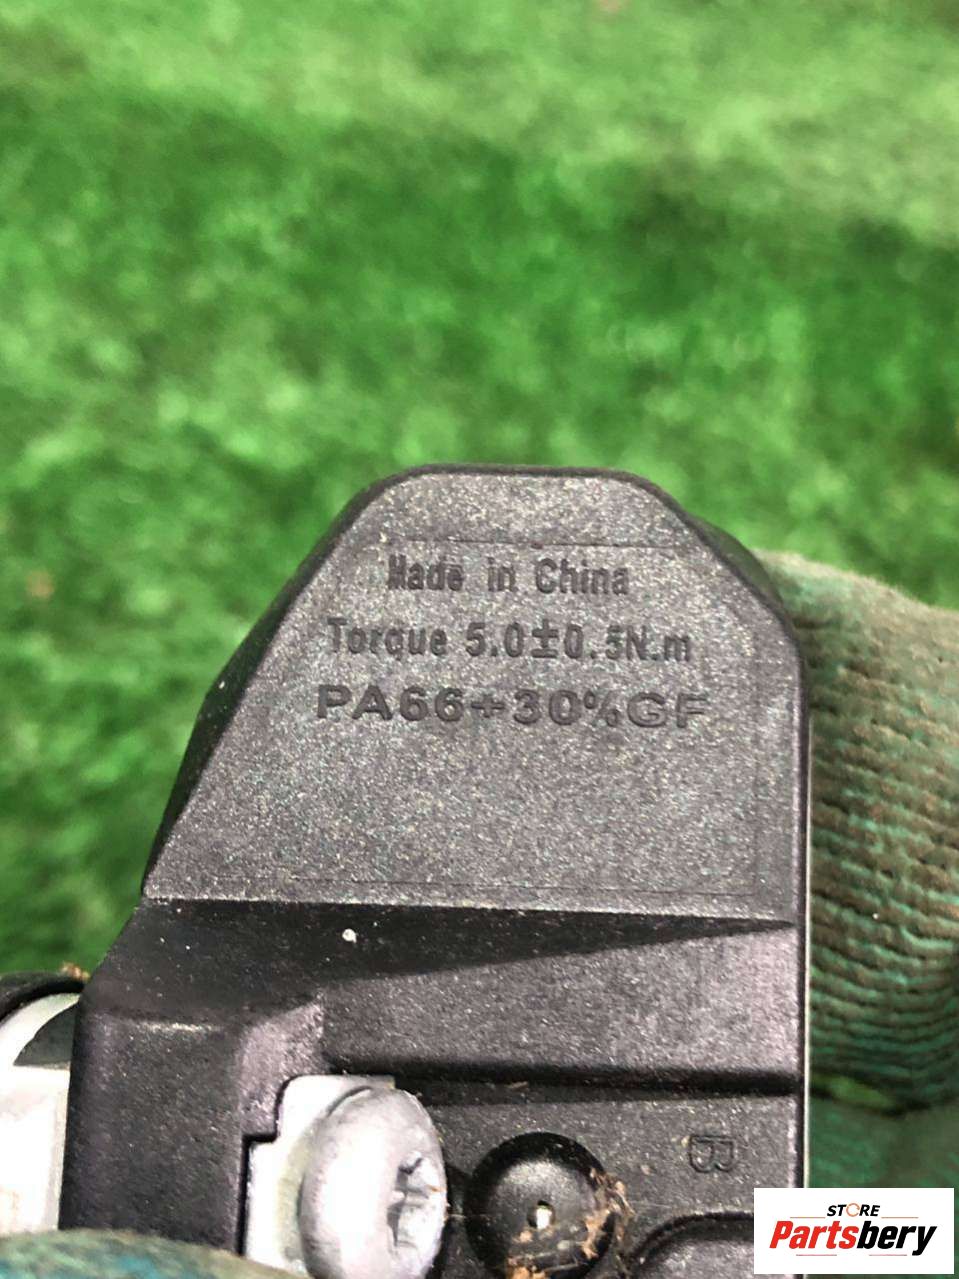 Made in China
Torque 5.0±0.5N.m
PA66+30%GF
B
STORE
Partsbery